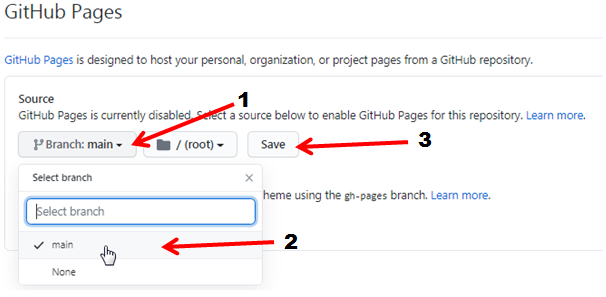 GitHub Pages
GitHub Pages is designed to host your personal, organization, or project pages from a GitHub repository.
Source
1
GitHub Pages is currently disabled. Select a source below to enable GitHub Pages for this repository. Learn more.
Branch: main
/ (root)
Save
3
Select branch
heme using the gh-pages branch. Learn more.
Select branch
main
2
None